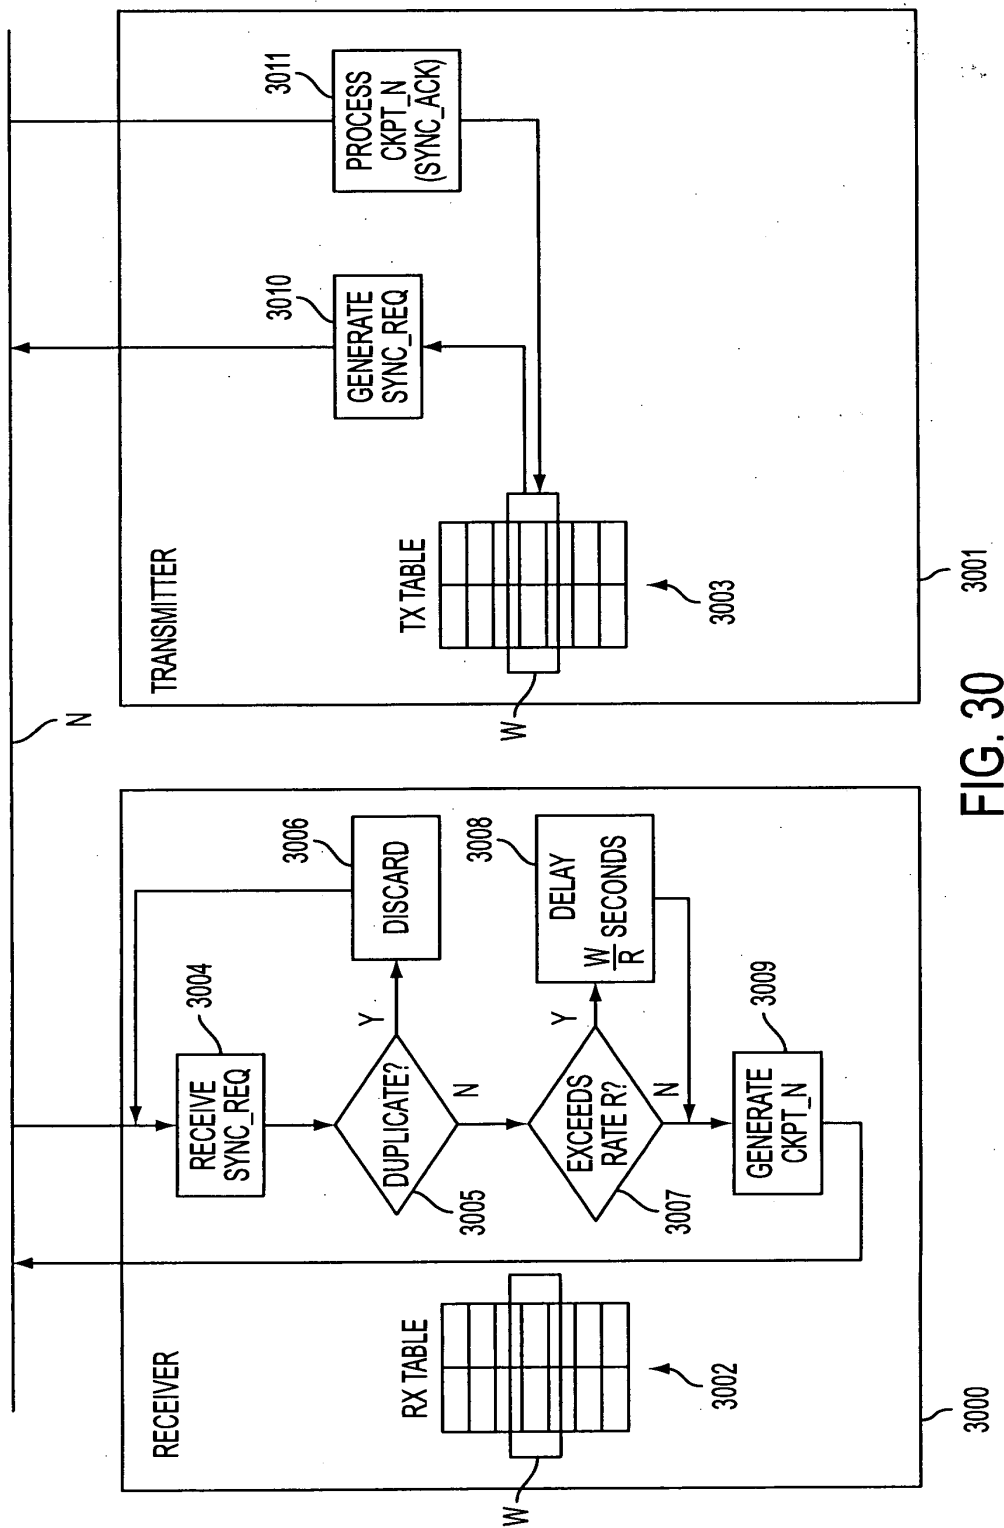 N
RECEIVER
RX TABLE
W
3002
3000
RECEIVE
SYNC_REQ
3004
DUPLICATE?
3005
Y
N
DISCARD
3006
EXCEEDS
RATE R?
3007
Y
N
DELAY
W
R
SECONDS
3008
GENERATE
CKPT_N
3009
TRANSMITTER
TX TABLE
W
3003
3001
GENERATE
SYNC_REQ
3010
PROCESS
CKPT_N
(SYNC_ACK)
3011
FIG. 30